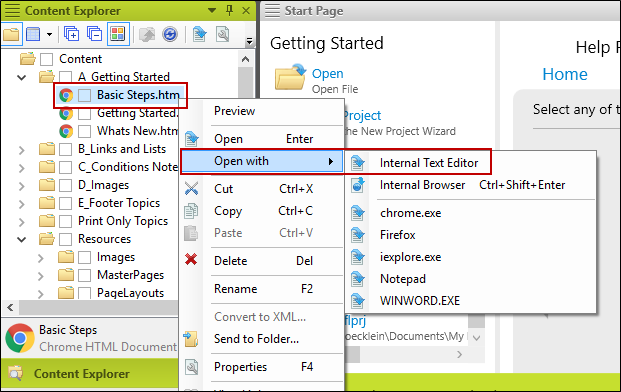 Content Explorer
Content
A_Getting Started
Basic Steps.htm
Getting Started.
Whats New.htm
B_Links and Lists
C_Conditions Note
D_Images
E_Footer Topics
Print Only Topics
Resources
Images
MasterPages
PageLayouts
Basic Steps
Chrome HTML Document
Content Explorer
Preview
Open Enter
Open with
Cut Ctrl+X
Copy Ctrl+C
Paste Ctrl+V
Delete Del
Rename F2
Convert to XML...
Send to Folder...
Properties F4
Internal Text Editor
Internal Browser Ctrl+Shift+Enter
chrome.exe
Firefox
iexplore.exe
Notepad
WINWORD.EXE
Start Page
Getting Started
Open
Open File
Project
the New Project Wizard
flprj
oecklein\Documents\My
Help P
Home
Select any of t